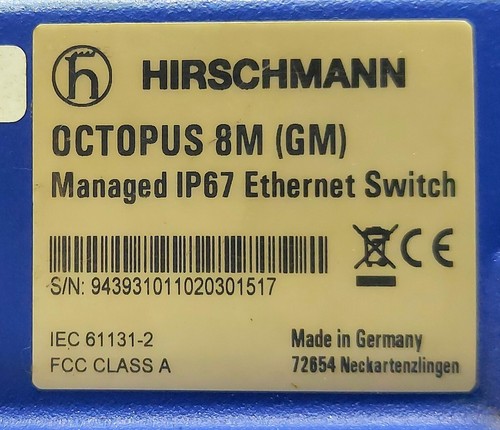 HIRSCHMANN
OCTOPUS 8M (GM)
Managed IP67 Ethernet Switch
S/N: 943931011020301517
CE
IEC 61131-2
FCC CLASS A
Made in Germany
72654 Neckartenzlingen